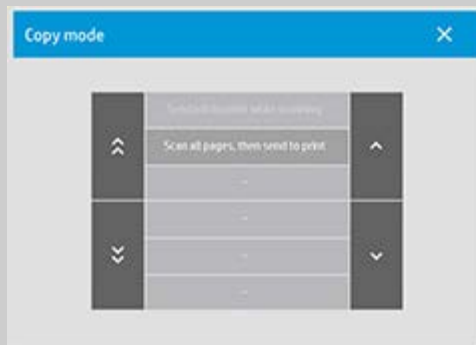 Copy mode
Scan all pages, then send to print